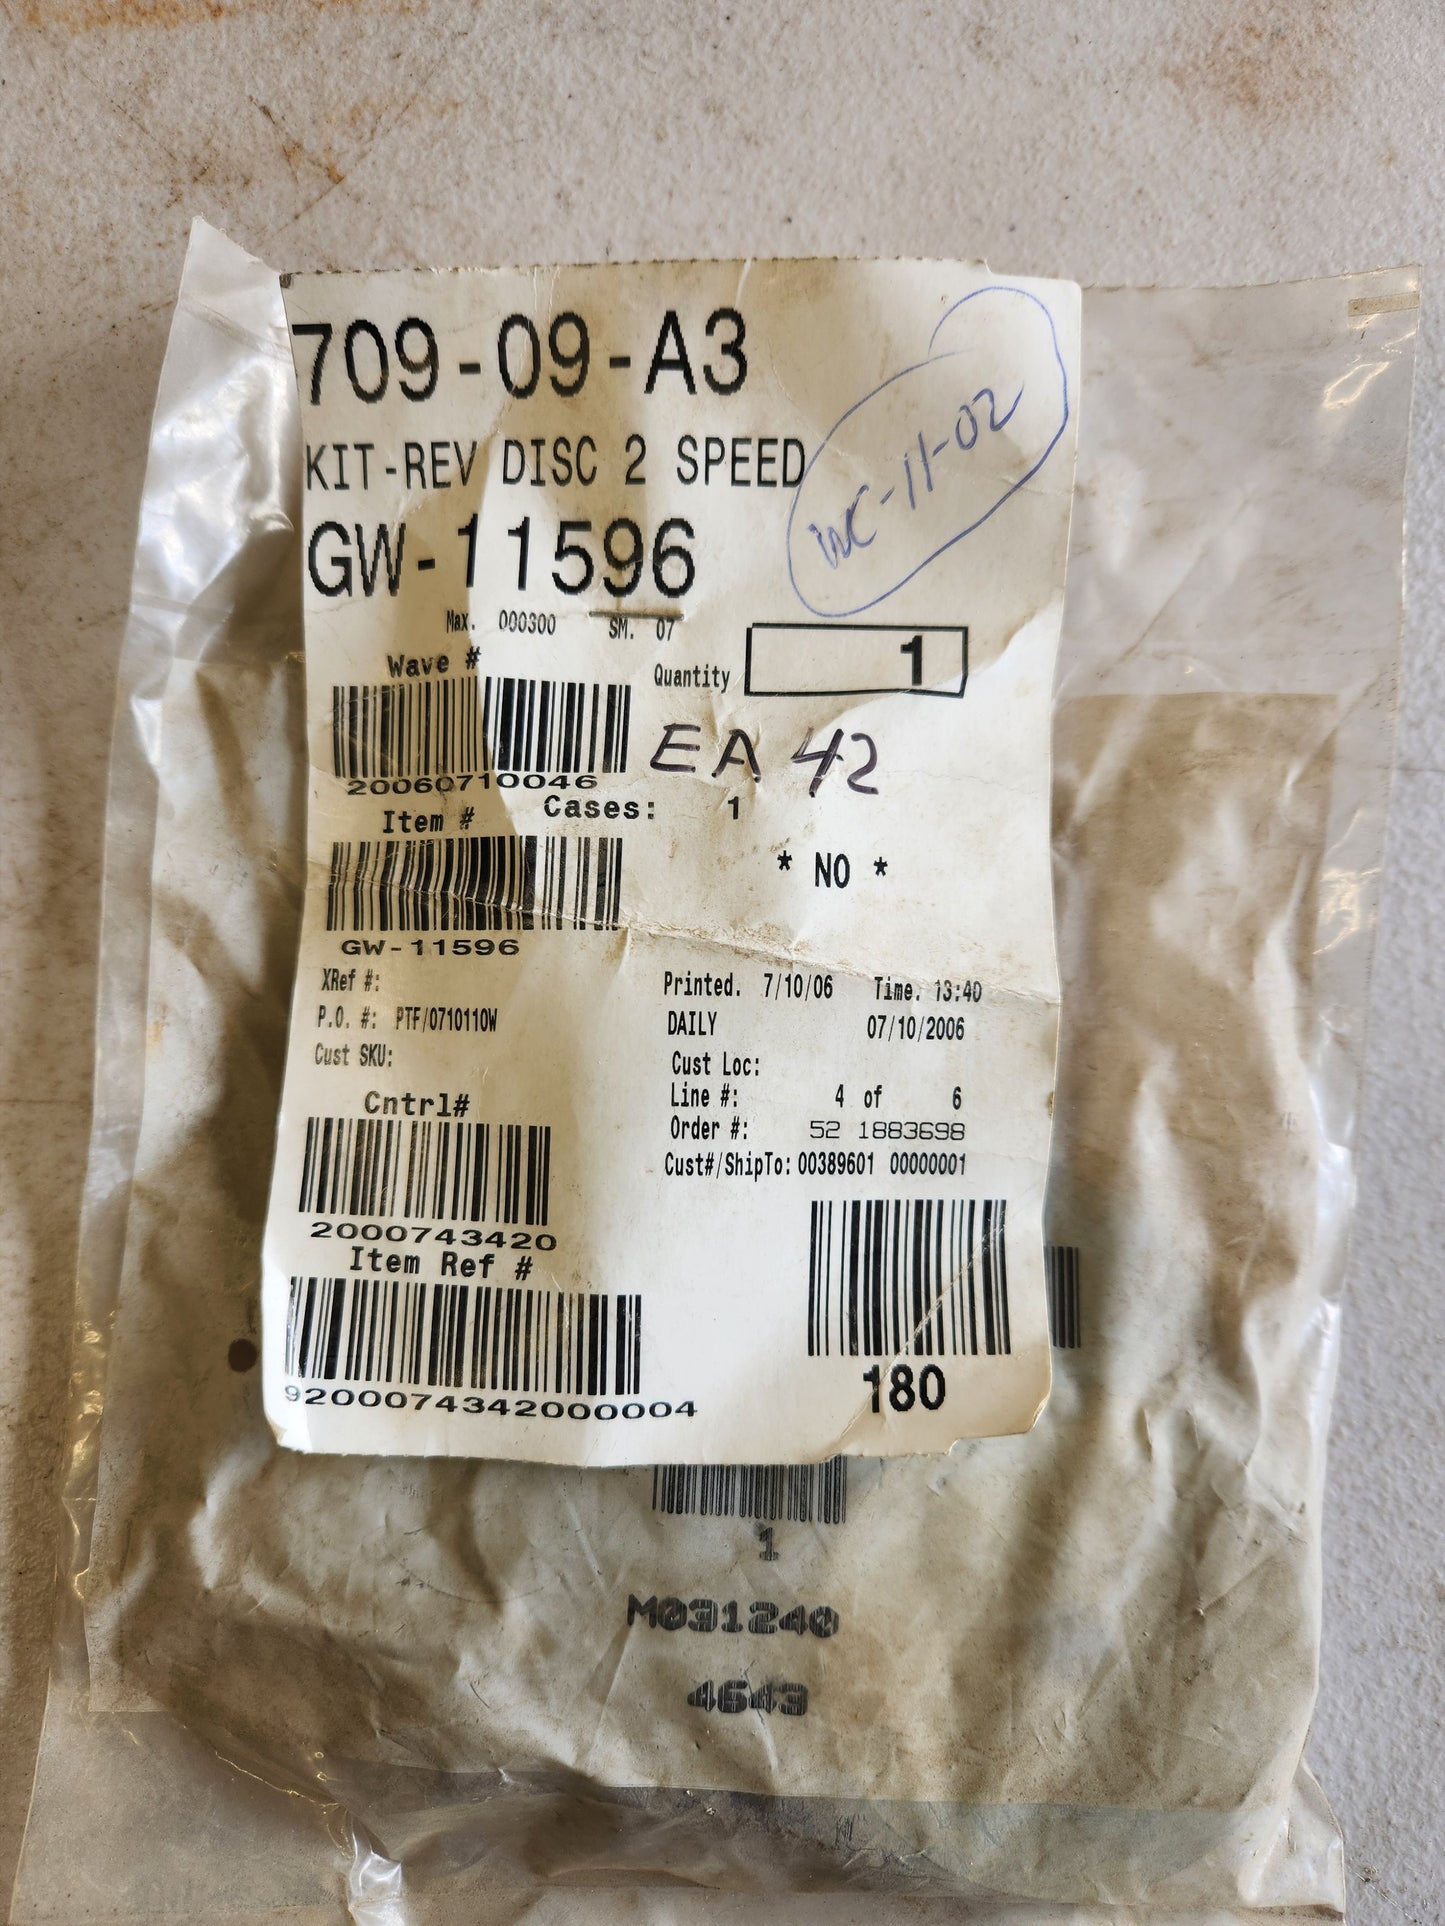 709-09-A3
KIT-REV DISC 2 SPEED
GW-11596
WC-11-02
Max. 000300 SM. 07
Wave #
Quantity 1
20060710046
EA 42
Item # Cases: 1
* NO *
GW-11596
XRef #:
P.O. #: PTF/0710110W
Cust SKU:
Printed. 7/10/06 Time. 13:40
DAILY 07/10/2006
Cust Loc:
Line #: 4 of 6
Order #: 52 1883698
Cust#/ShipTo: 00389601 00000001
Cntrl#
2000743420
Item Ref #
92000743420000004
180
1
M031240
4643